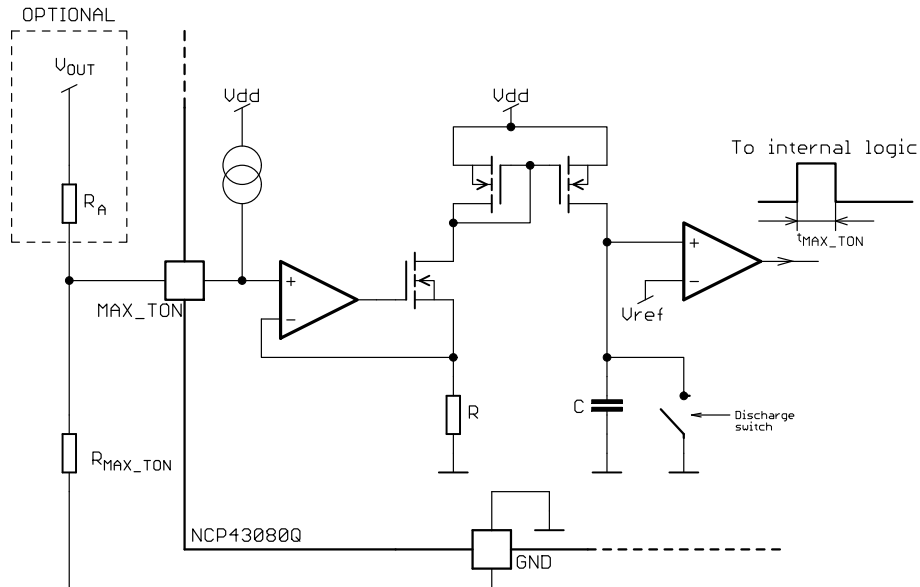 OPTIONAL
VOUT
RA
MAX_TON
RMAX_TON
Vdd
+
−
R
Vdd
C
Vref
+
−
To internal logic
tMAX_TON
Discharge
switch
NCP43080Q
GND